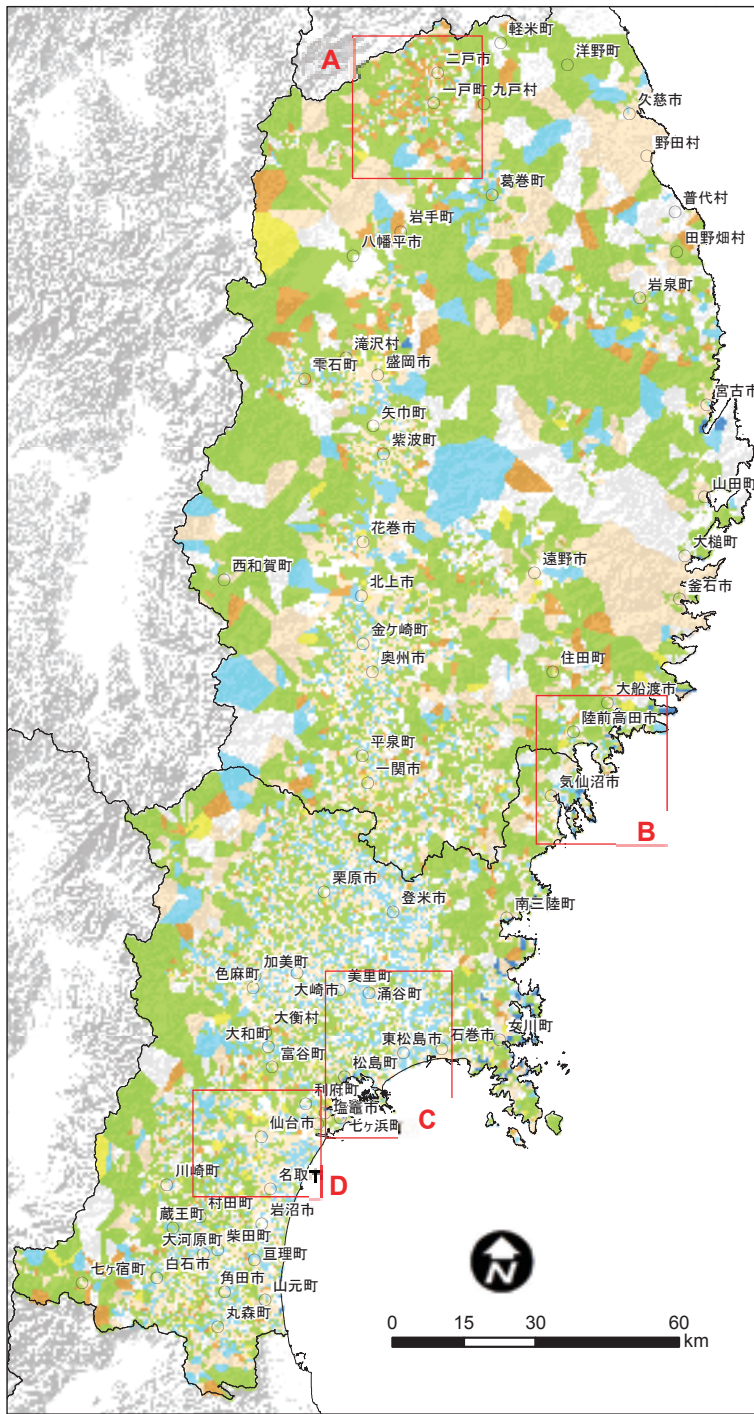 軽米町
A
二戸市
洋野町
一戸町
九戸村
久慈市
野田村
葛巻町
普代村
岩手町
田野畑村
八幡平市
岩泉町
滝沢村
雫石町
盛岡市
宮古市
矢巾町
紫波町
山田町
花巻市
大槌町
西和賀町
遠野市
北上市
釜石市
金ケ崎町
奥州市
住田町
大船渡市
陸前高田市
平泉町
一関市
気仙沼市
B
栗原市
登米市
南三陸町
加美町
色麻町
大崎市
美里町
涌谷町
大衡村
大和町
東松島市
石巻市
女川町
富谷町
松島町
利府町
塩竈市
C
仙台市
七ヶ浜町
川崎町
名取
T
D
村田町
蔵王町
岩沼市
大河原町
柴田町
亘理町
七ヶ宿町
白石市
角田市
山元町
丸森町
N
0 15 30 60
km